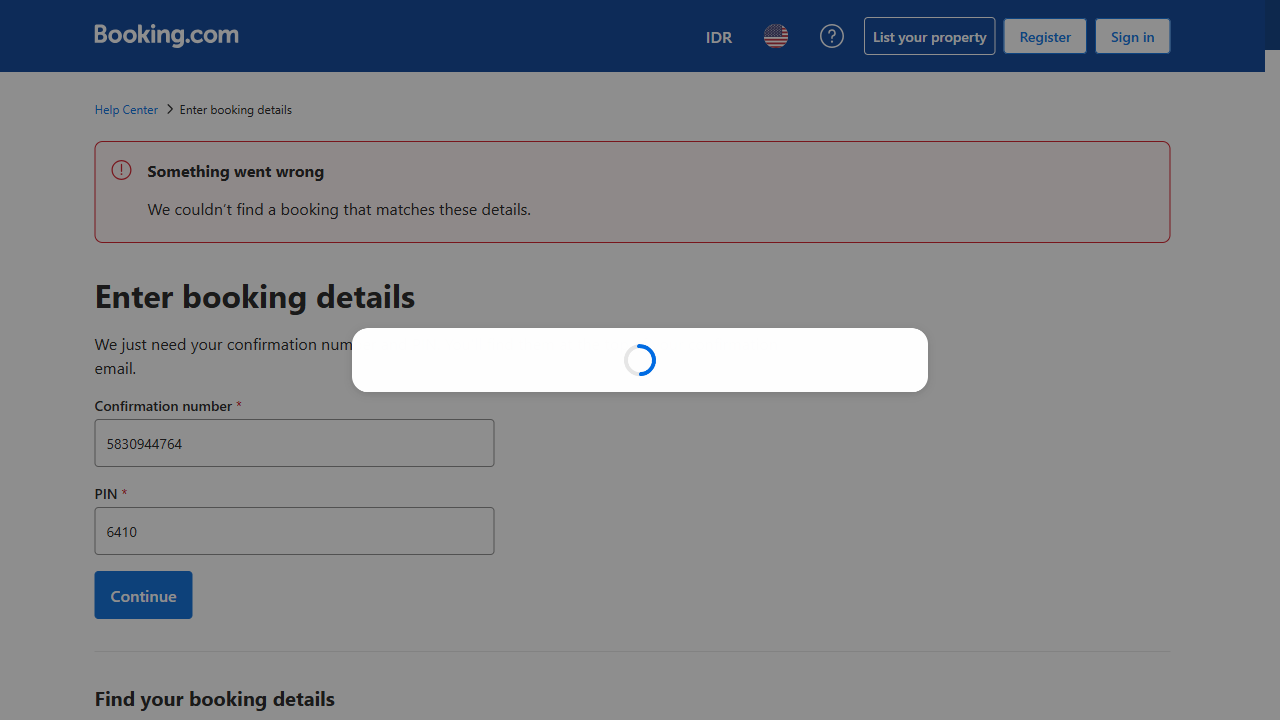 Booking.com
IDR
List your property
Register
Sign in
Help Center
Enter booking details
Something went wrong
We couldn't find a booking that matches these details.
Enter booking details
We just need your confirmation
email.
Confirmation number *
5830944764
PIN *
6410
Continue
Find your booking details